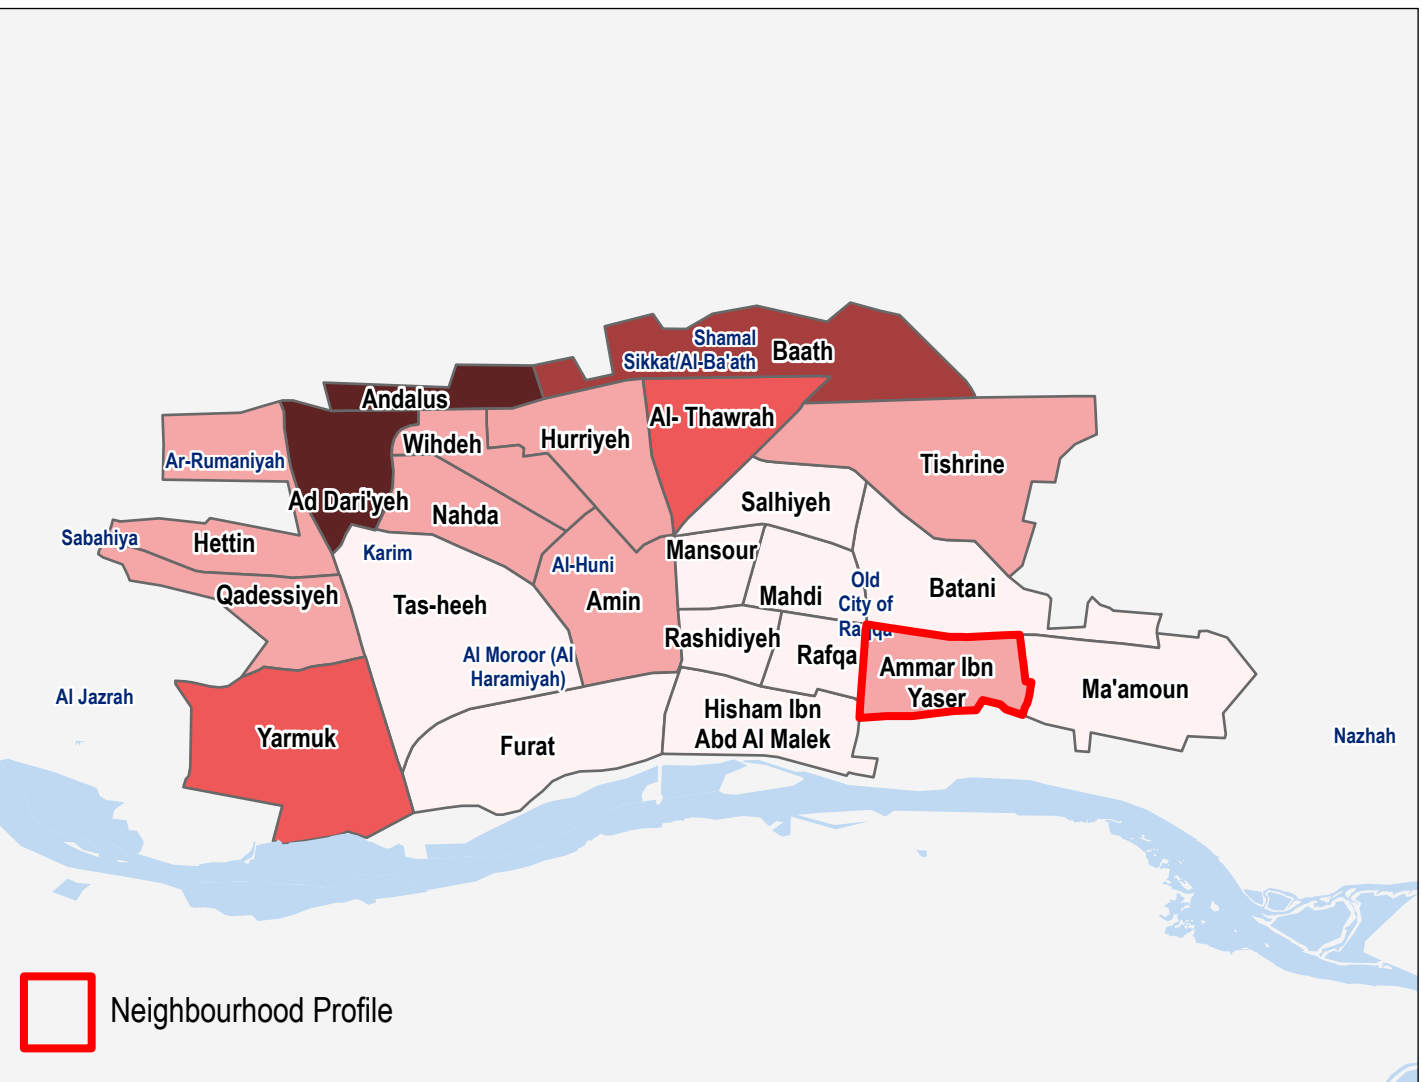 Shamal
Sikkat/Al-Ba'ath
Baath
Andalus
Al- Thawrah
Wihdeh
Hurriyeh
Ar-Rumaniyah
Tishrine
Ad Dari'yeh
Nahda
Salhiyeh
Sabahiya
Hettin
Karim
Al-Huni
Mansour
Qadessiyeh
Tas-heeh
Amin
Mahdi
Old
City of
Raqqa
Batani
Rashidiyeh
Rafqa
Al Moroor (Al
Haramiyah)
Ammar Ibn
Yaser
Ma'amoun
Al Jazrah
Yarmuk
Furat
Hisham Ibn
Abd Al Malek
Nazhah
Neighbourhood Profile